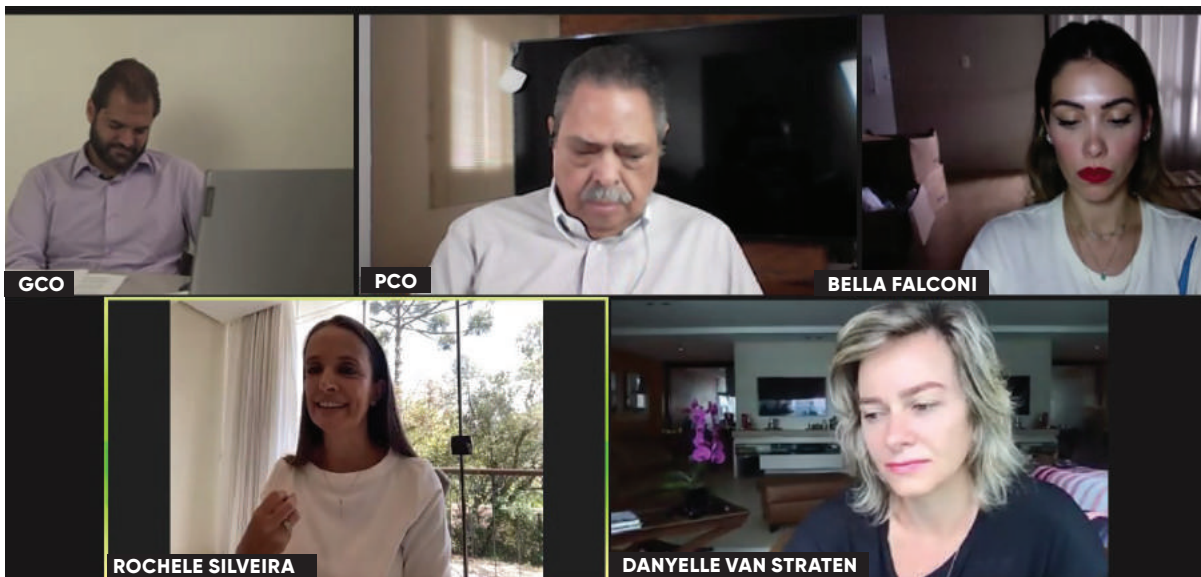 GCO
PCO
BELLA FALCONI
ROCHELE SILVEIRA
DANYELLE VAN STRATEN